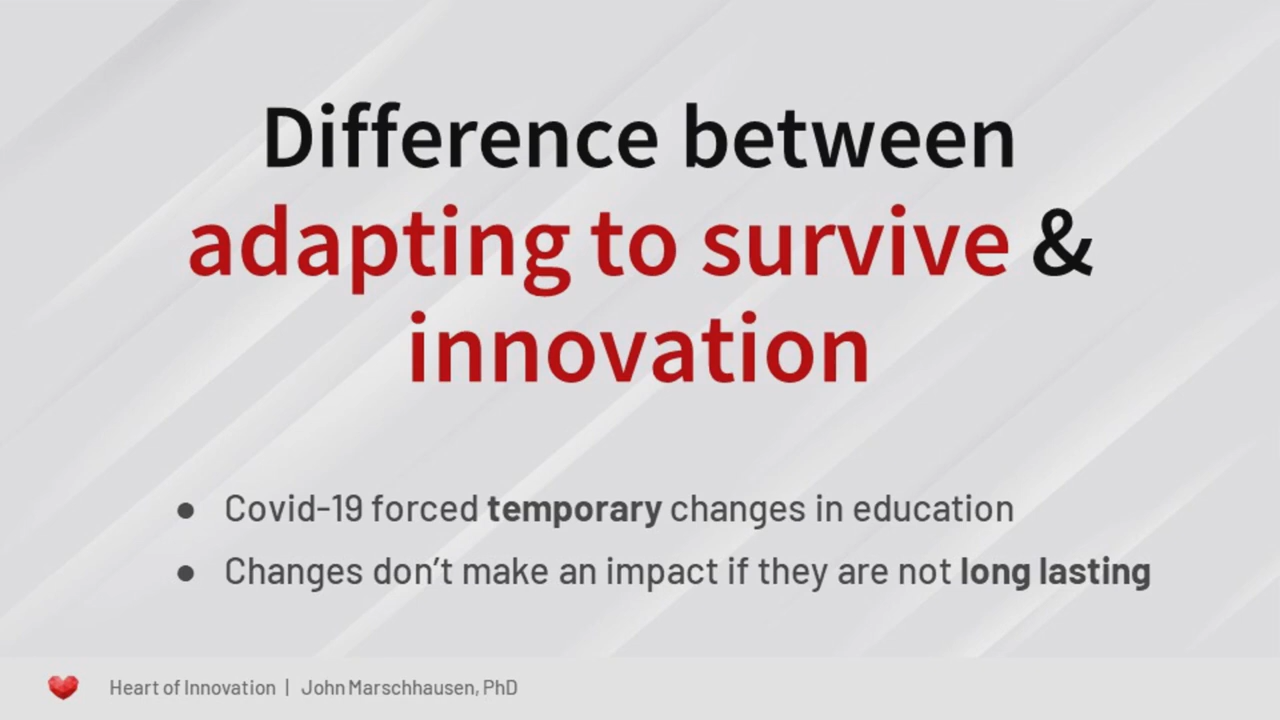 Difference between
adapting to survive &
innovation
● Covid-19 forced temporary changes in education
● Changes don’t make an impact if they are not long lasting
Heart of Innovation | John Marschhausen, PhD